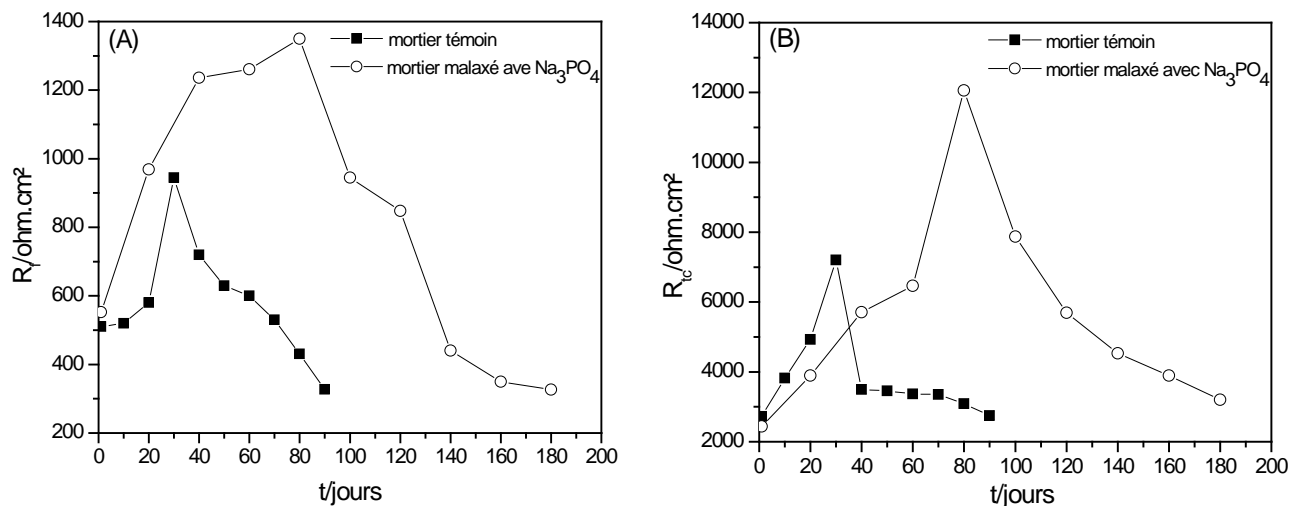 (A)
mortier témoin
mortier malaxé ave Na3PO4
1400
1200
1000
800
600
400
200
Rf/ohm.cm²
0 20 40 60 80 100 120 140 160 180 200
t/jours
(B)
mortier témoin
mortier malaxé avec Na3PO4
14000
12000
10000
8000
6000
4000
2000
Rtc/ohm.cm²
0 20 40 60 80 100 120 140 160 180 200
t/jours